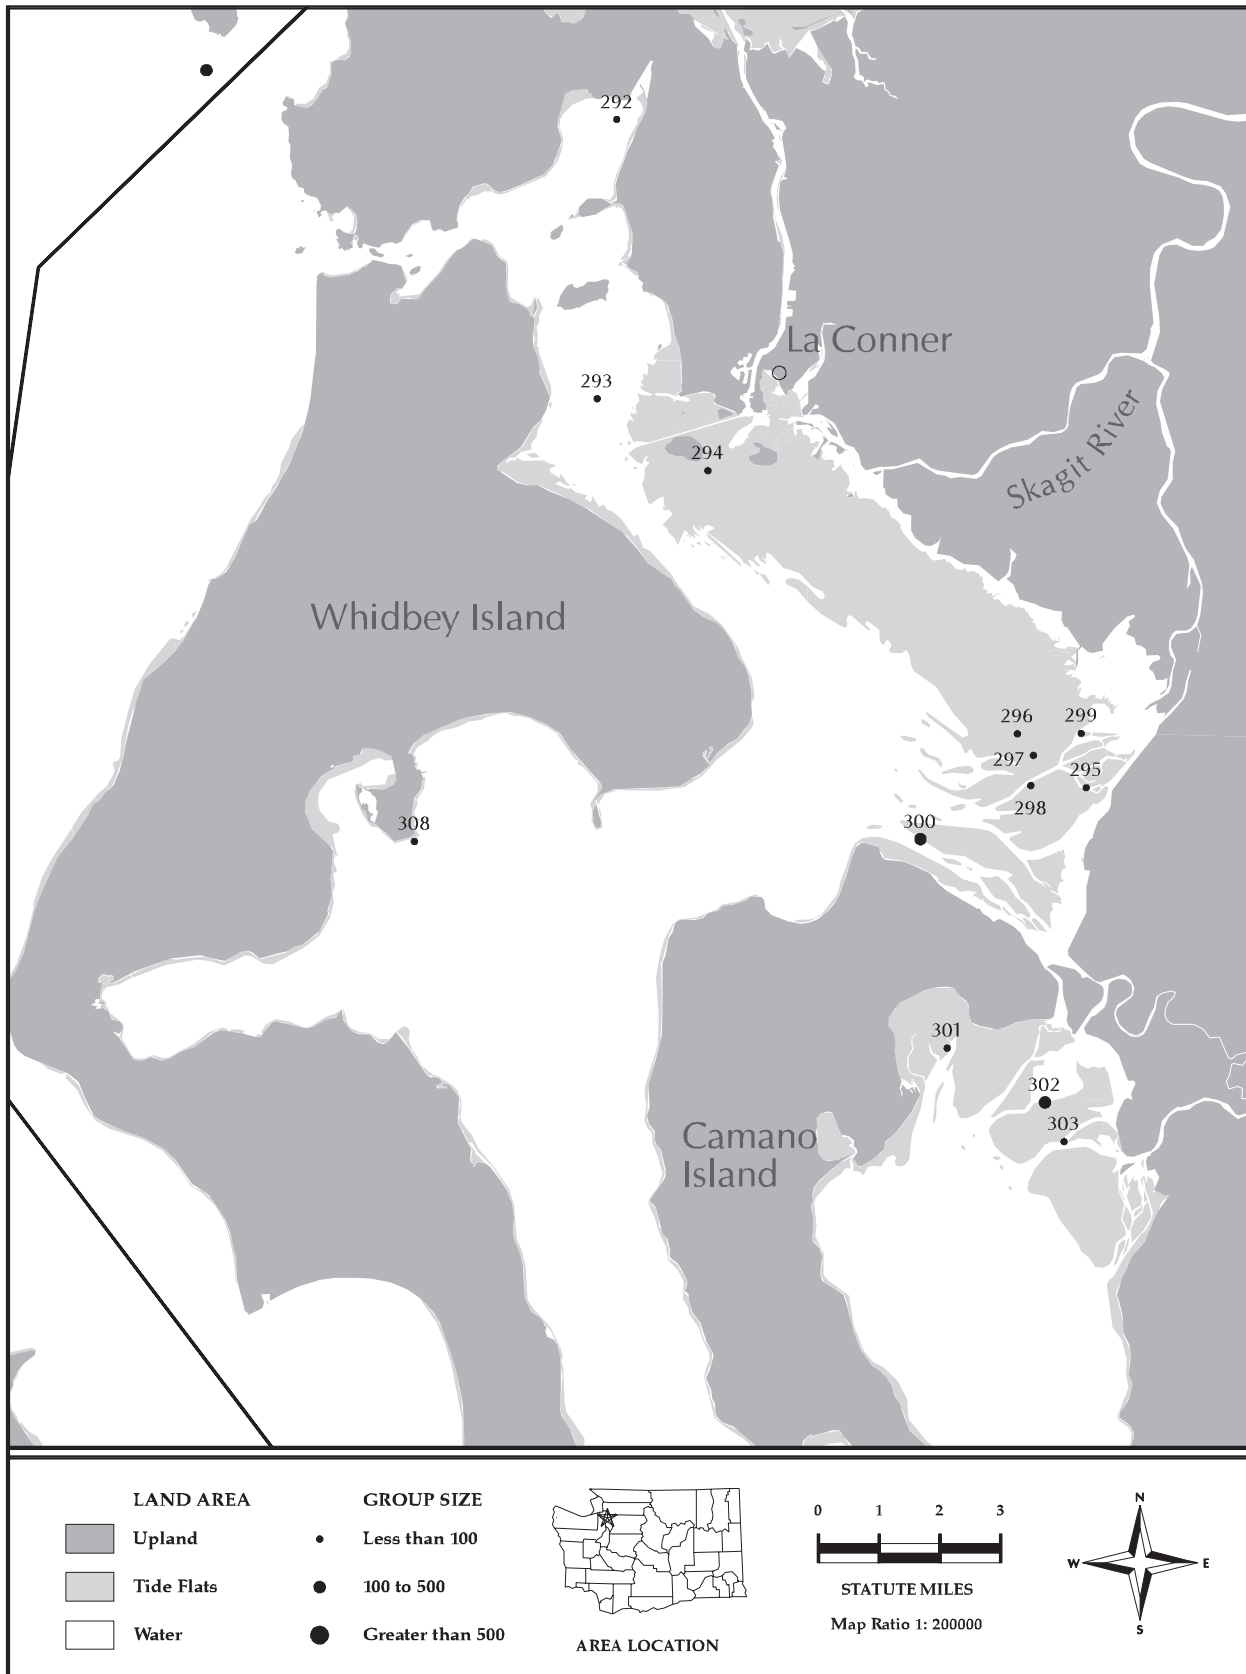 292
La Conner
293
294
Skagit River
Whidbey Island
296
299
297
295
298
300
308
301
302
303
Camano
Island
LAND AREA
Upland
Tide Flats
Water
GROUP SIZE
Less than 100
100 to 500
Greater than 500
AREA LOCATION
0 1 2 3
STATUTE MILES
Map Ratio 1: 200000
N
W E
S